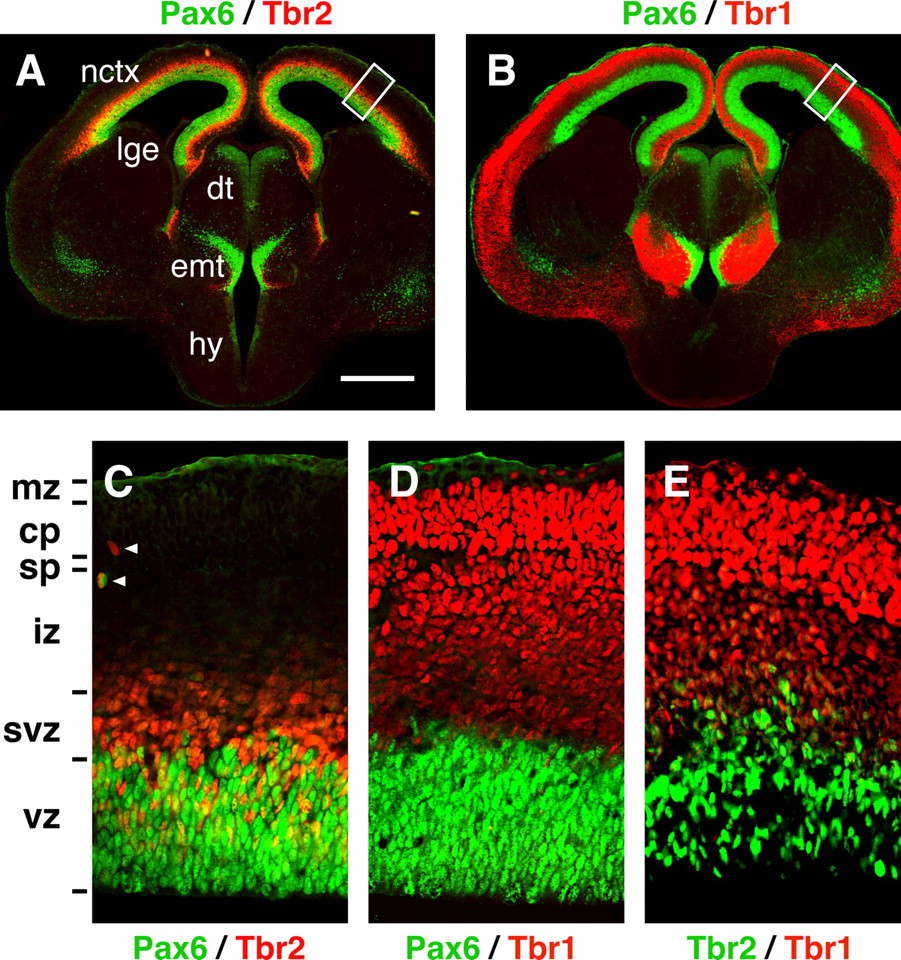 Pax6 / Tbr2
Pax6 / Tbr1
A
nctx
lge
dt
emt
hy
B
C
D
E
mz
cp
sp
iz
svz
vz
Pax6 / Tbr2
Pax6 / Tbr1
Tbr2 / Tbr1